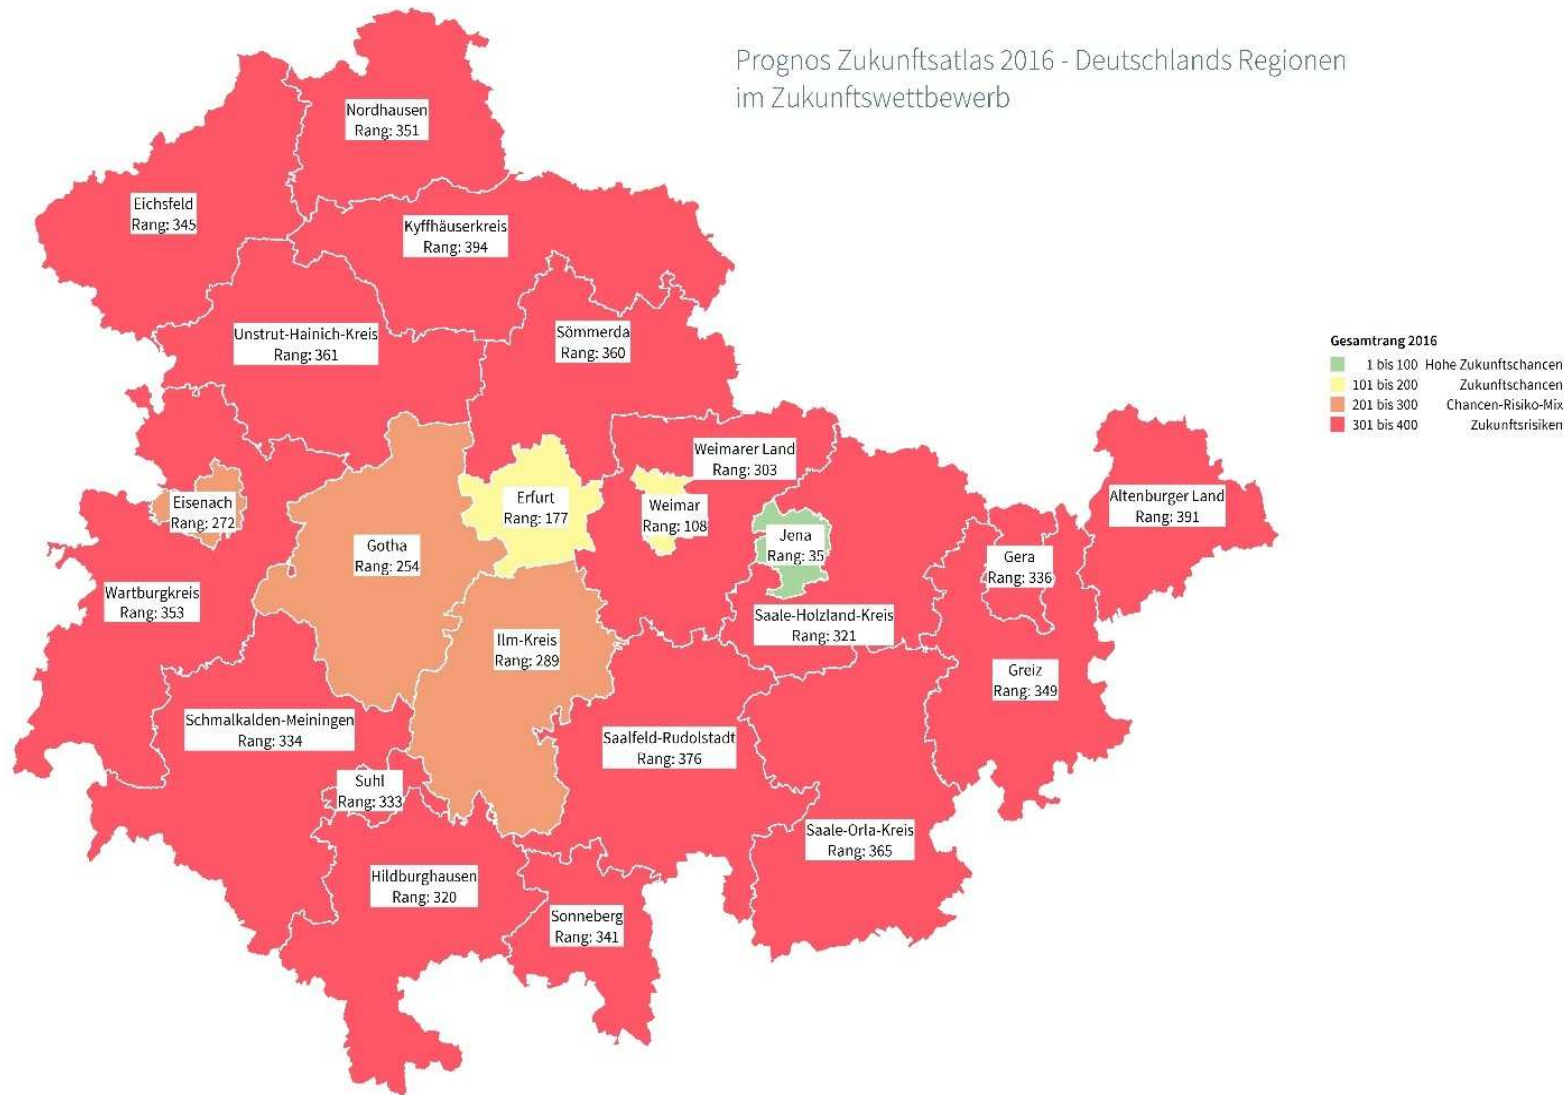 Prognos Zukunftsatlas 2016 - Deutschlands Regionen
im Zukunftswettbewerb
Nordhausen
Rang: 351
Eichsfeld
Rang: 345
Kyffhäuserkreis
Rang: 394
Unstrut-Hainich-Kreis
Rang: 361
Sömmerda
Rang: 360
Gesamtrang 2016
1 bis 100 Hohe Zukunftschancen
101 bis 200 Zukunftschancen
201 bis 300 Chancen-Risiko-Mix
301 bis 400 Zukunftsrisiken
Weimarer Land
Rang: 303
Eisenach
Rang: 272
Erfurt
Rang: 177
Weimar
Rang: 108
Altenburger Land
Rang: 391
Jena
Rang: 35
Gotha
Rang: 254
Gera
Rang: 336
Wartburgkreis
Rang: 353
Saale-Holzland-Kreis
Rang: 321
Ilm-Kreis
Rang: 289
Greiz
Rang: 349
Schmalkalden-Meiningen
Rang: 334
Saalfeld-Rudolstadt
Rang: 376
Suhl
Rang: 333
Saale-Orla-Kreis
Rang: 365
Hildburghausen
Rang: 320
Sonneberg
Rang: 341